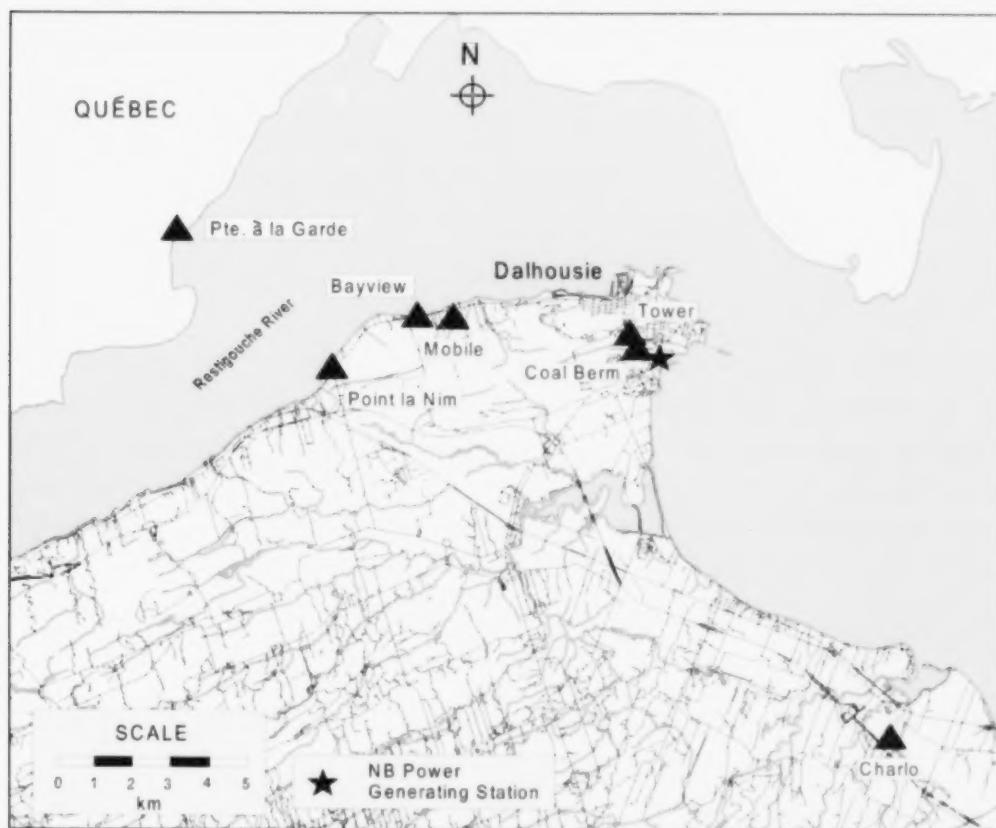 N
QUÉBEC
Pte. à la Garde
Dalhousie
Bayview
Tower
Restigouche River
Mobile
Coal Berm
Point la Nim
SCALE
0 1 2 3 4 5
km
NB Power
Generating Station
Charlo